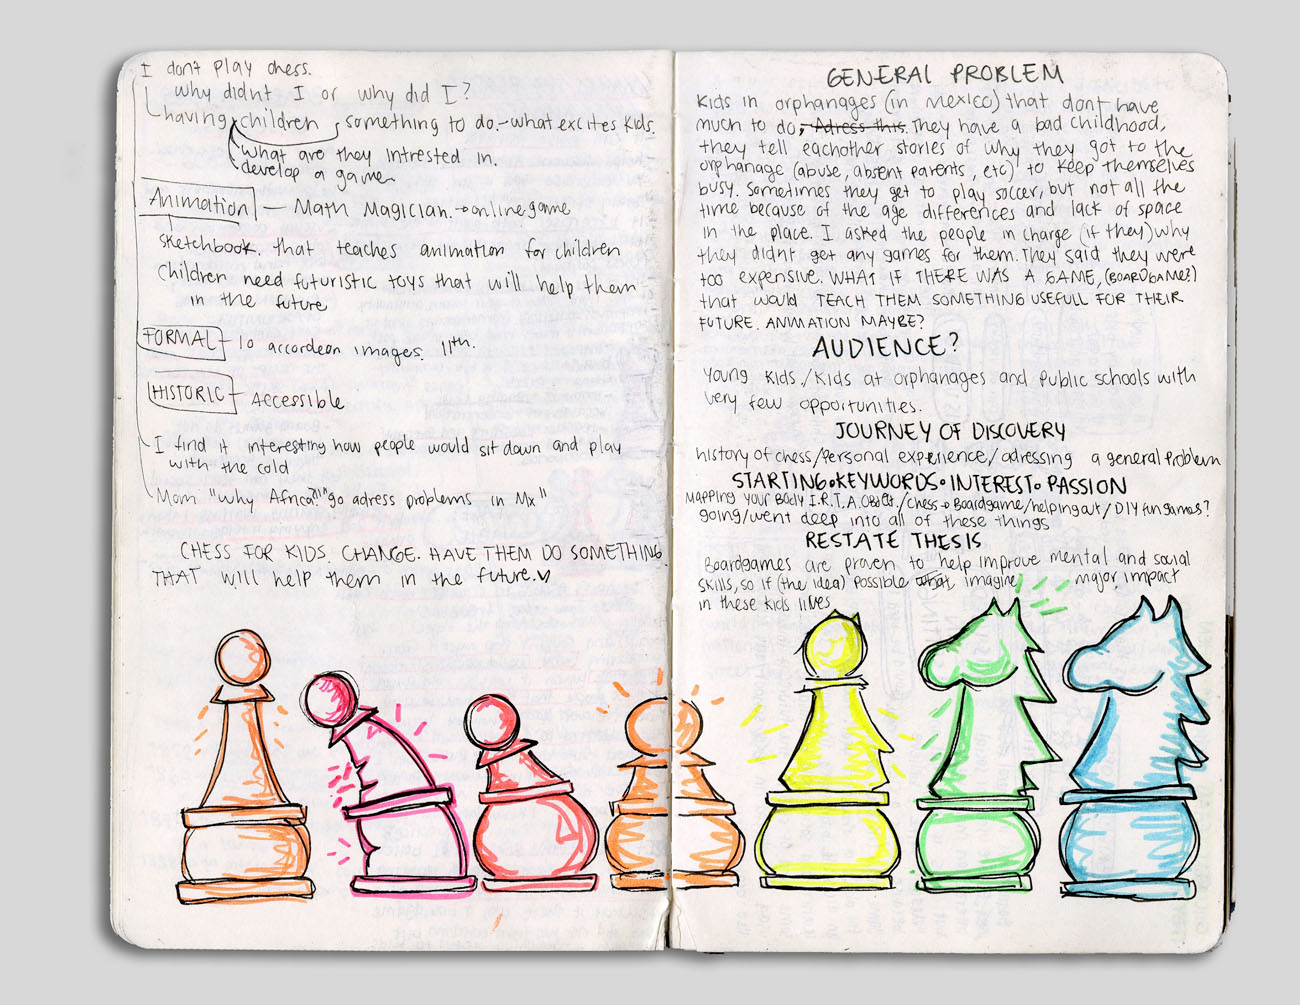 I dont play chess.
why didnt I or why did I?
having children, something to do. - what excites kids.
what are they intrested in.
develop a game
Animation - Math Magician. → online game
sketchbook. that teaches animation for children
children need futuristic toys that will help them
in the future
FORMAL - 10 accordeon images. 11th.
HISTORIC - Accessible
I find it interesting how people would sit down and play
with the cold
Mom "why Africa?!!" go adress problems in Mx"
CHESS FOR KIDS. CHANGE. HAVE THEM DO SOMETHING
THAT will help them in the future.
GENERAL PROBLEM
Kids in orphanages (in mexico) that dont have
much to do, Adress this. They have a bad childhood,
they tell eachother stories of why they got to the
orphanage (abuse, absent parents, etc) to keep themselves
busy. Sometimes they get to play soccer, but not all the
time because of the age differences and lack of space
in the place. I asked the people in charge (if they) why
they didnt get any games for them. They said they were
too expensive. WHAT IF THERE WAS A GAME, (BOARDGAME?)
that would TEACH THEM SOMETHING USEFULL FOR THEIR
FUTURE. ANIMATION MAYBE?
AUDIENCE?
Young kids./Kids at orphanages and Public schools with
very few opportunities.
JOURNEY OF DISCOVERY
history of chess/Personal experience/adressing a general problem
STARTING • KEYWORDS • INTEREST • PASSION
Mapping your Body I.R.T.A. Object./Chess → Boardgame/helping out/DIY fun games?
going/went deep into all of these things
RESTATE THESIS
Boardgames are proven to help improve mental and social
skills, so if (the idea) possible what, imagine major impact
in these kids lives